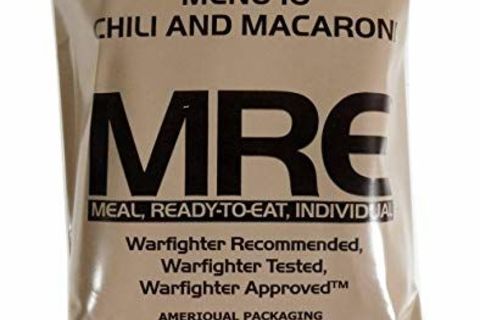 CHILI AND MACARONI
MRE
MEAL, READY-TO-EAT, INDIVIDUAL
Warfighter Recommended,
Warfighter Tested,
Warfighter Approved™
AMERIQUAL PACKAGING